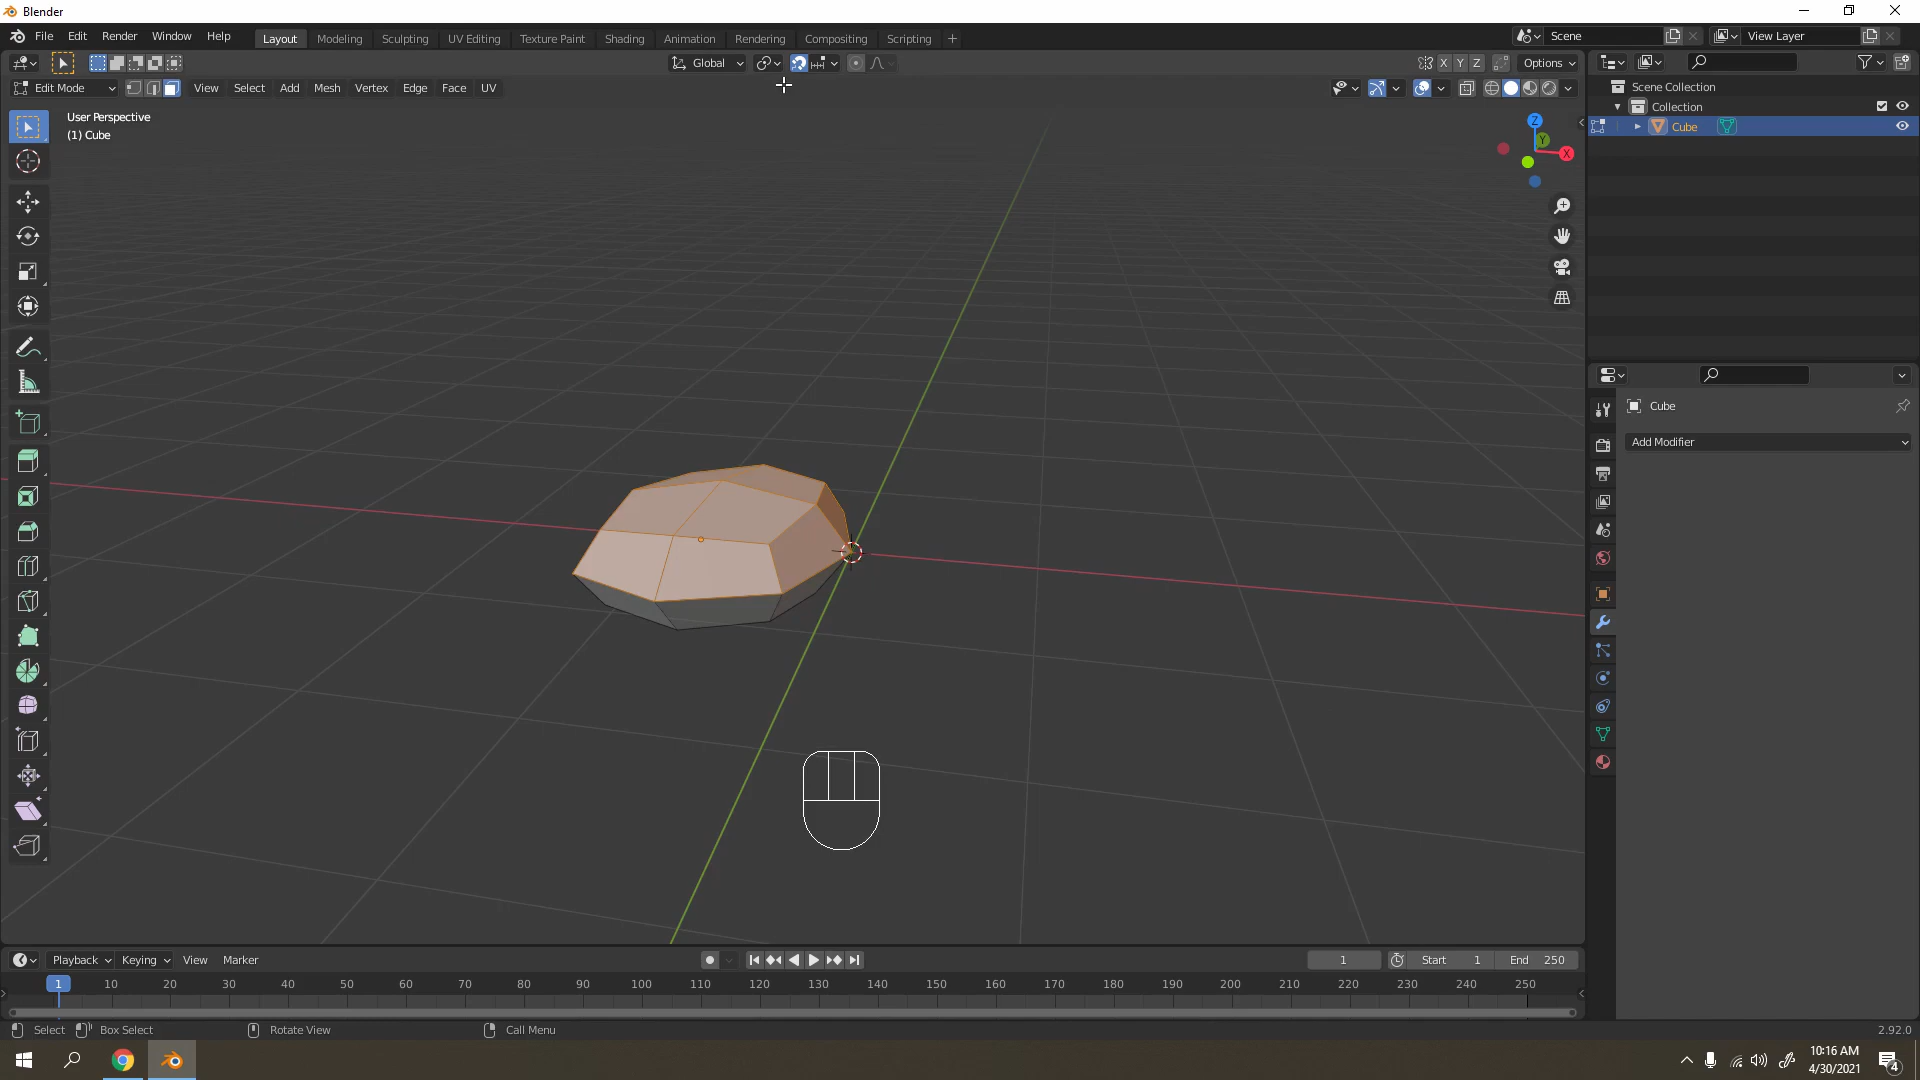 Blender
File Edit Render Window Help
Layout Modeling Sculpting UV Editing Texture Paint Shading Animation Rendering Compositing Scripting
Scene View Layer
Global X Y Z Options
Edit Mode View Select Add Mesh Vertex Edge Face UV
Scene Collection
Collection
Cube
User Perspective
(1) Cube
Z
Y
X
Cube
Add Modifier
Playback Keying View Marker 1 Start 1 End 250
1 10 20 30 40 50 60 70 80 90 100 110 120 130 140 150 160 170 180 190 200 210 220 230 240 250
Select Box Select Rotate View Call Menu 2.92.0
10:16 AM
4/30/2021
4